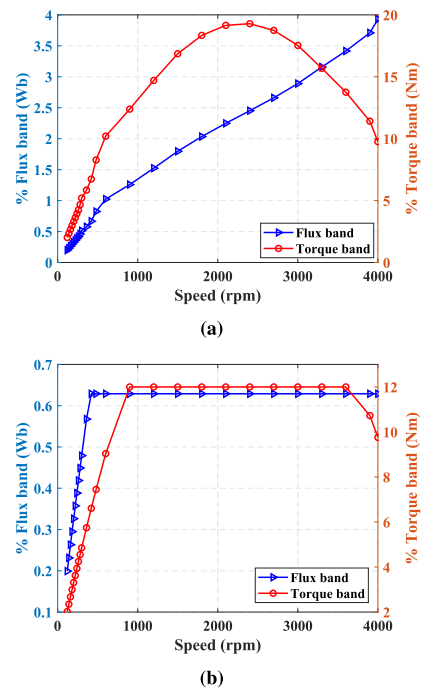 4
3.5
3
2.5
2
1.5
1
0.5
0
% Flux band (Wb)
20
15
10
5
0
% Torque band (Nm)
Flux band
Torque band
0 1000 2000 3000 4000
Speed (rpm)
(a)
0.7
0.6
0.5
0.4
0.3
0.2
0.1
% Flux band (Wb)
12
10
8
6
4
2
% Torque band (Nm)
Flux band
Torque band
0 1000 2000 3000 4000
Speed (rpm)
(b)